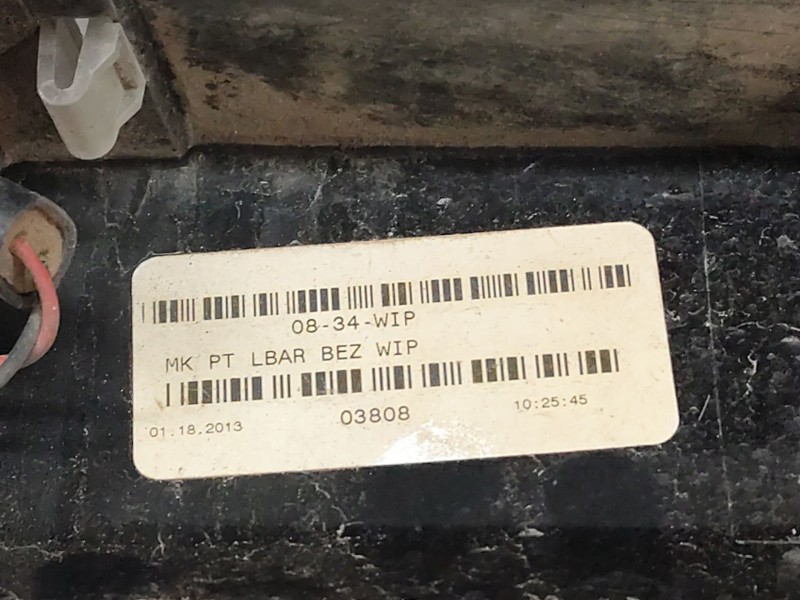 08-34-WIP
MK PT LBAR BEZ WIP
01.18.2013 03808 10:25:45